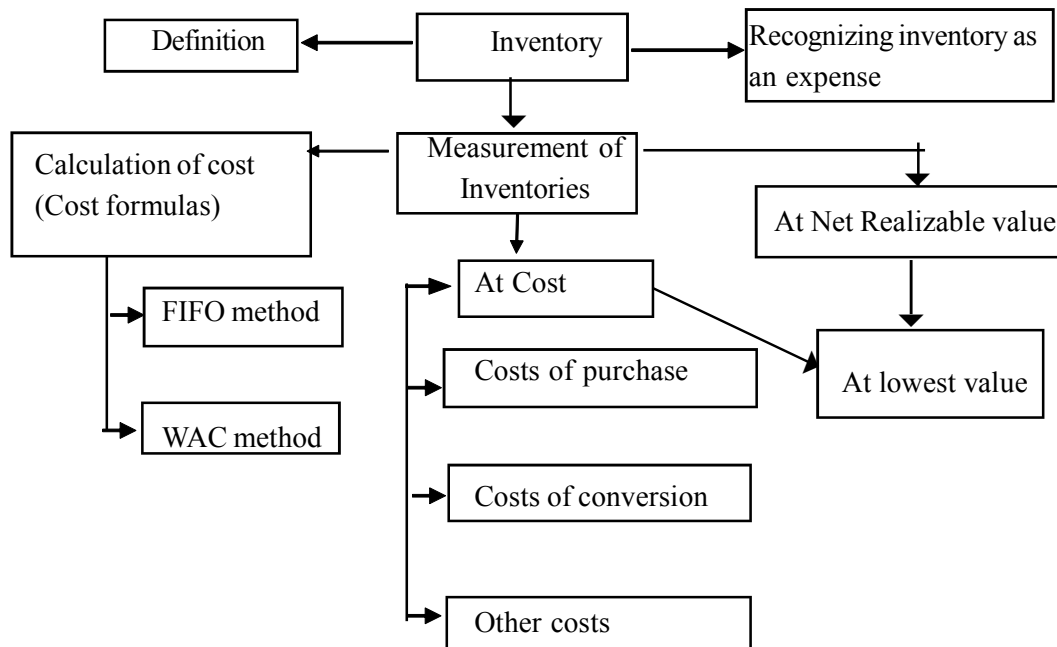 Definition
Inventory
Recognizing inventory as
an expense
Calculation of cost
(Cost formulas)
Measurement of
Inventories
At Net Realizable value
At Cost
FIFO method
Costs of purchase
At lowest value
WAC method
Costs of conversion
Other costs